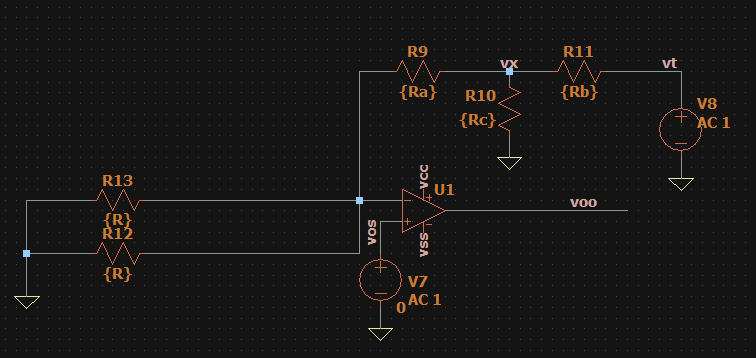 R9
vx
R11
vt
{Ra}
R10
{Rc}
{Rb}
V8
AC 1
R13
{R}
R12
{R}
vcc
U1
voo
vos
vss
V7
AC 1
0